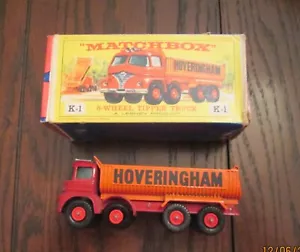 "MATCHBOX"
HOVERINGHAM
K-1
8-WHEEL TIPPER TRUCK
K-1
A LESNEY PRODUCT
HOVERINGHAM